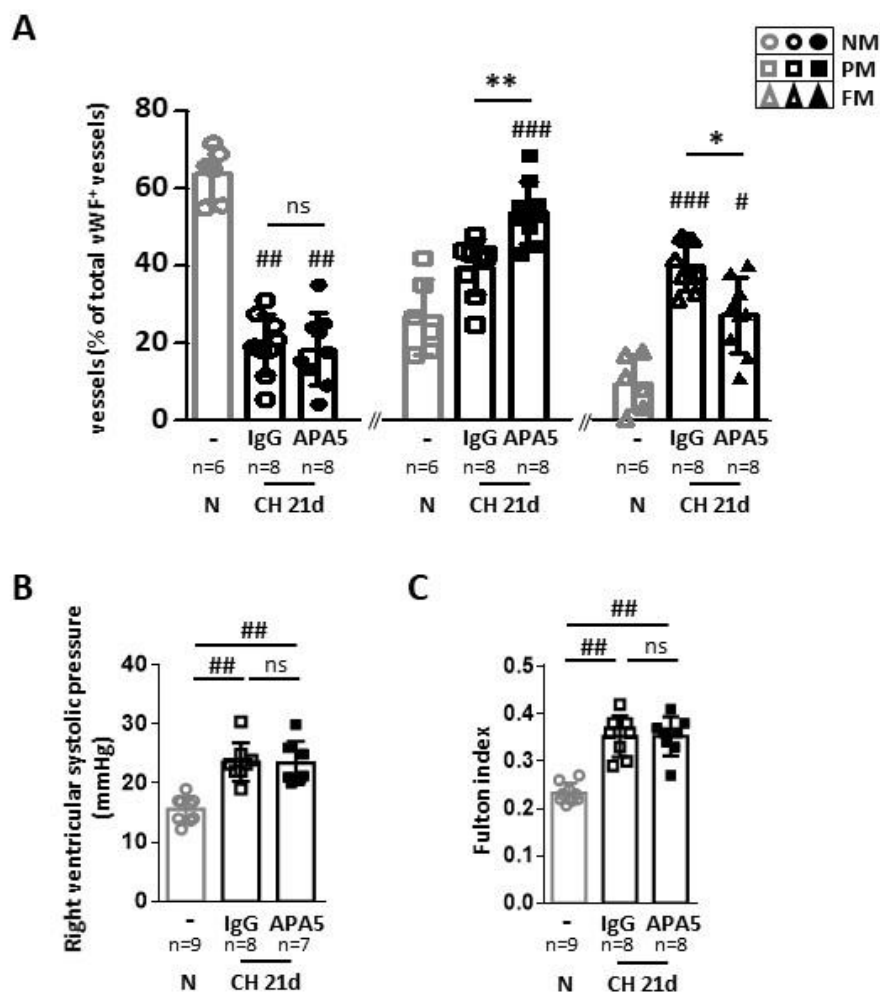 A
NM
PM
FM
vessels (% of total vWF⁺ vessels)
80
60
40
20
0
ns
## ##
**
###
*
### #
- IgG APA5 // - IgG APA5 // - IgG APA5
n=6 n=8 n=8 n=6 n=8 n=8 n=6 n=8 n=8
N CH 21d N CH 21d N CH 21d
B
Right ventricular systolic pressure
(mmHg)
##
## ns
40
30
20
10
0
- IgG APA5
n=9 n=8 n=7
N CH 21d
C
Fulton index
##
## ns
0.5
0.4
0.3
0.2
0.1
0.0
- IgG APA5
n=9 n=8 n=8
N CH 21d